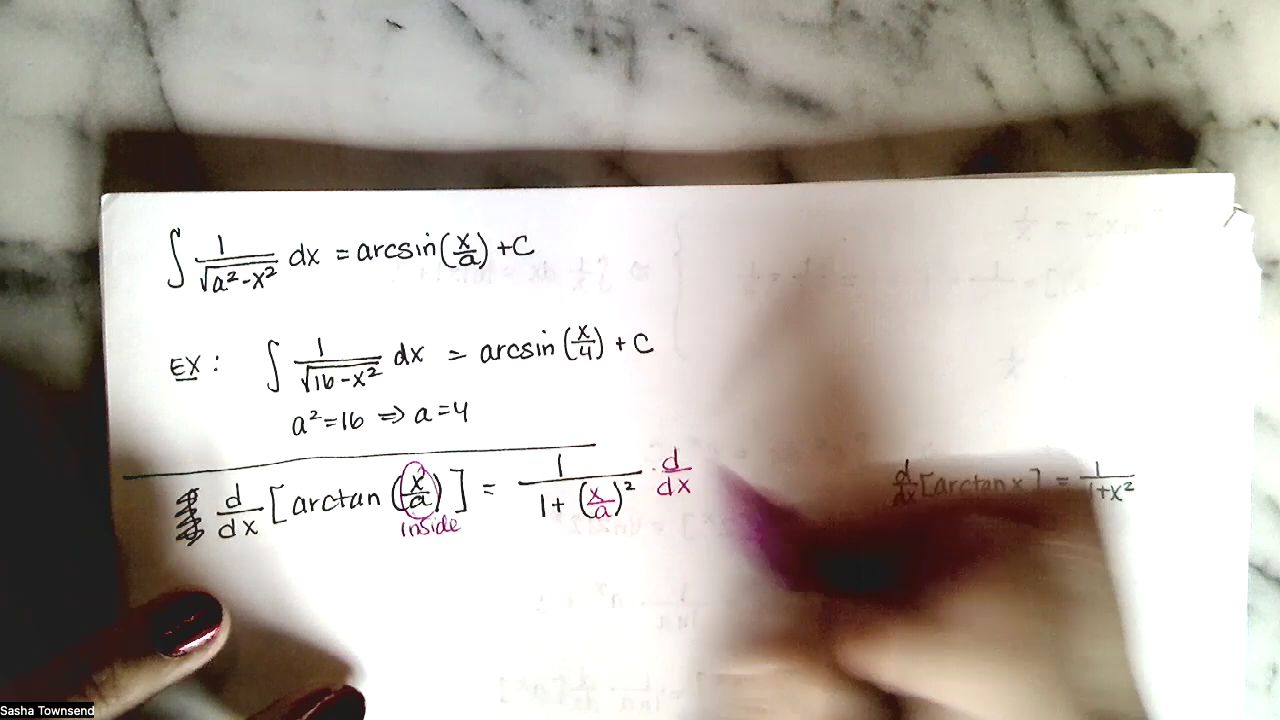 ∫ 1/√(a²-x²) dx = arcsin(x/a) + C
EX: ∫ 1/√(16-x²) dx = arcsin(x/4) + C
a²=16 ⇒ a=4
d/dx [arctan(x/a)] = 1/(1+(x/a)²) · d/dx
inside
d/dx [arctan x] = 1/(1+x²)
Sasha Townsend